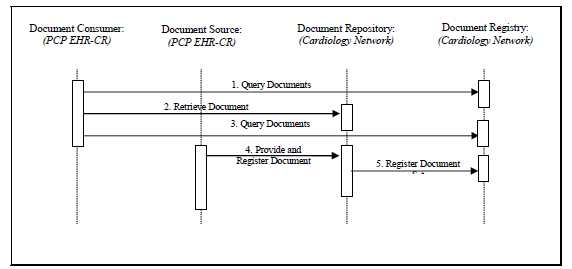 Document Consumer:
(PCP EHR-CR)
Document Source:
(PCP EHR-CR)
Document Repository:
(Cardiology Network)
Document Registry:
(Cardiology Network)
1. Query Documents
2. Retrieve Document
3. Query Documents
4. Provide and
Register Document
5. Register Document